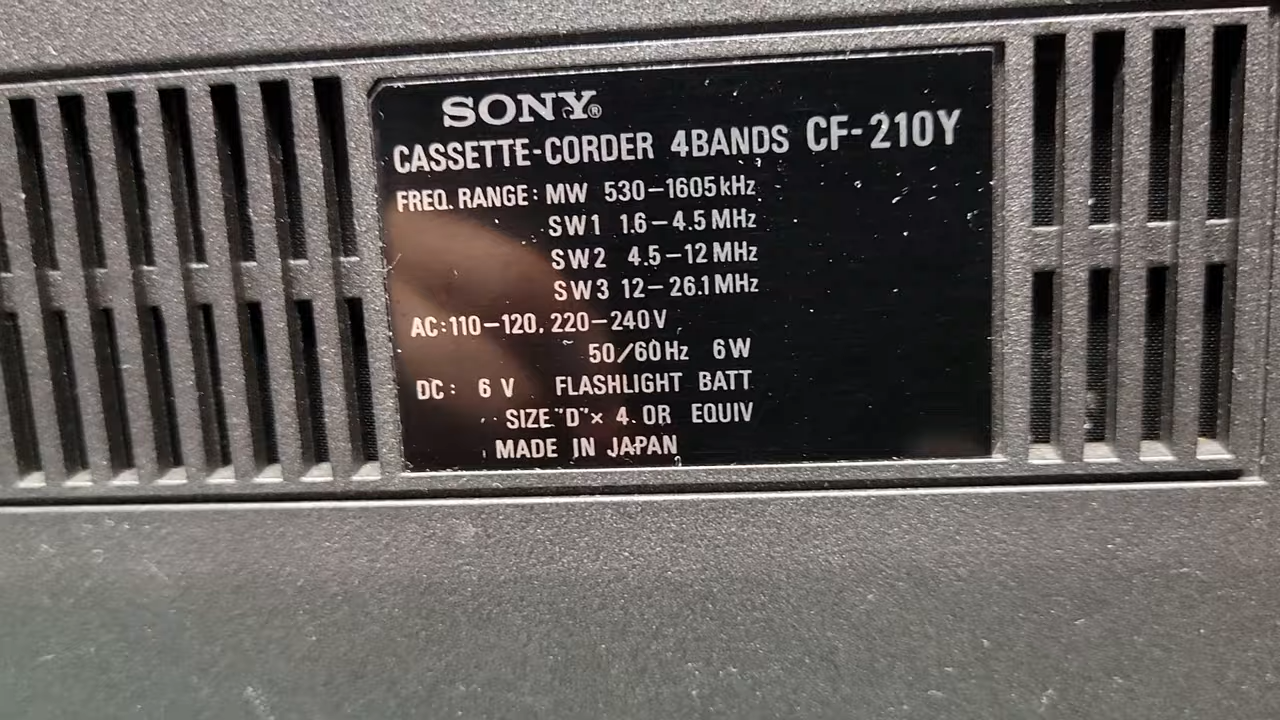 SONY®
CASSETTE-CORDER 4BANDS CF-210Y
FREQ. RANGE: MW 530-1605kHz
SW1 1.6-4.5MHz
SW2 4.5-12MHz
SW3 12-26.1MHz
AC:110-120, 220-240V
50/60Hz 6W
DC: 6V FLASHLIGHT BATT
SIZE "D"× 4 OR EQUIV
MADE IN JAPAN